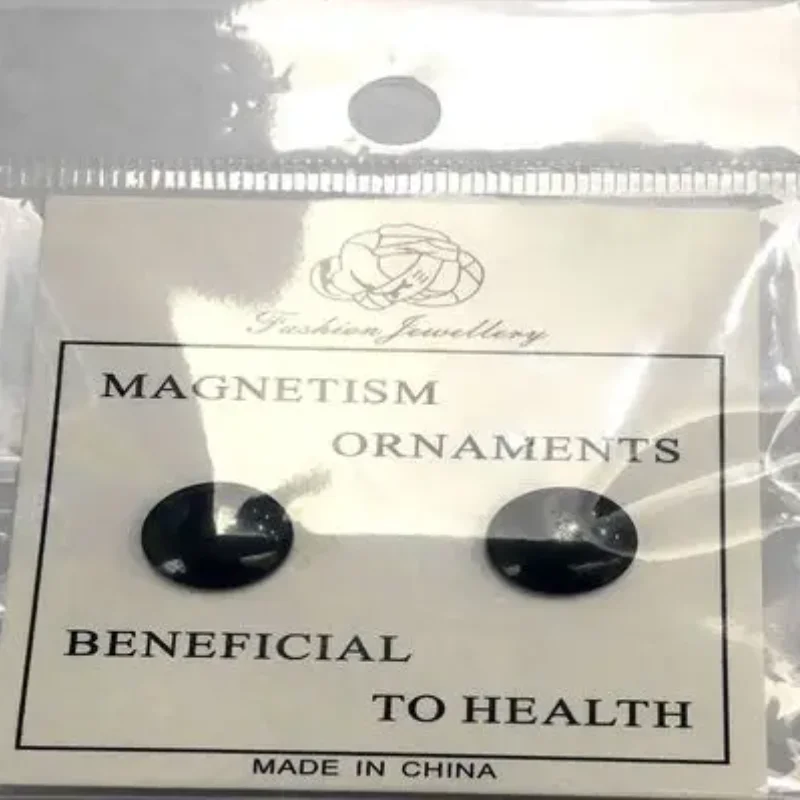 Fashion Jewellery
MAGNETISM
ORNAMENTS
BENEFICIAL
TO HEALTH
MADE IN CHINA